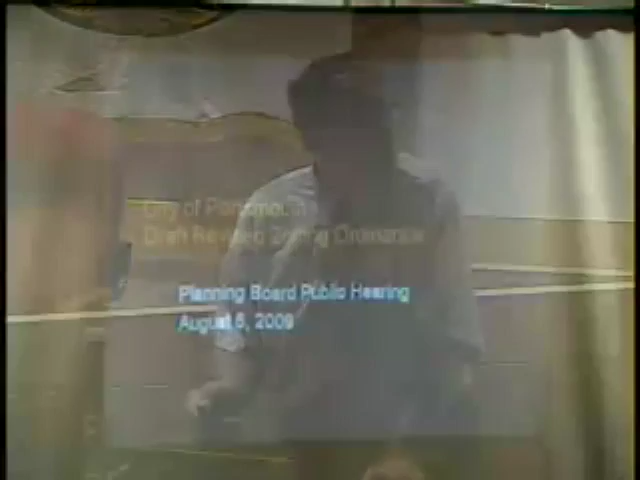 City of Portsmouth
Draft Revised Zoning Ordinance
Planning Board Public Hearing
August 6, 2009